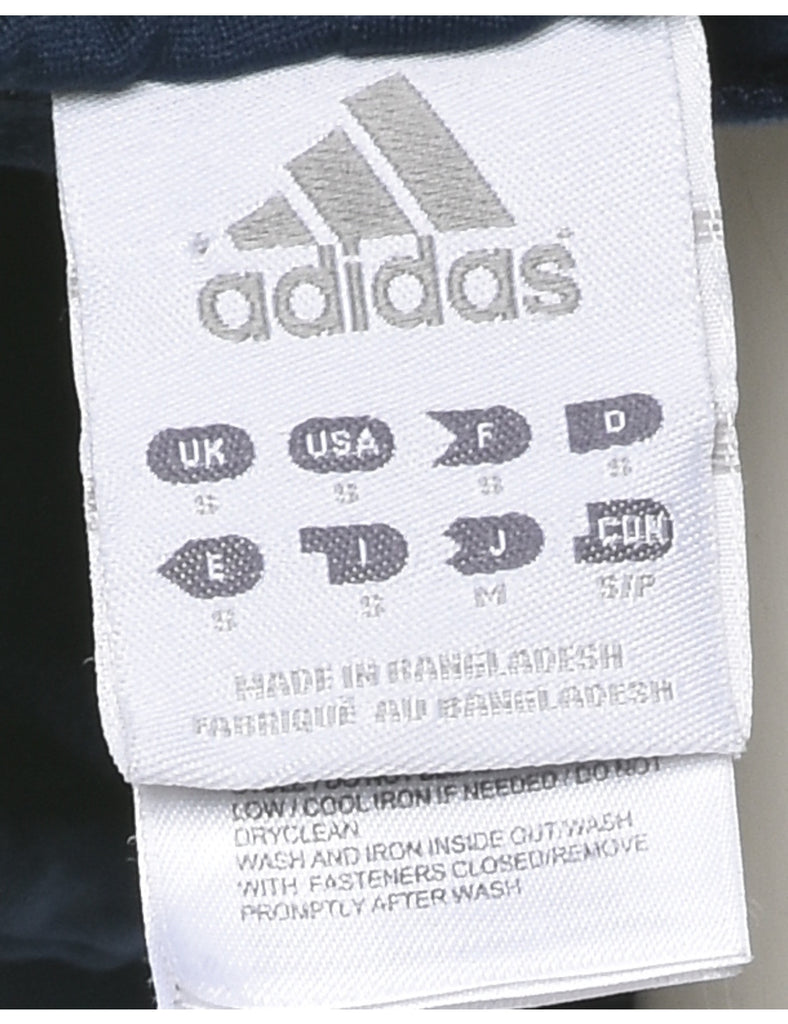 adidas
UK USA F D
S S S S
E I J CDN
S S M S/P
MADE IN BANGLADESH
FABRIQUÉ AU BANGLADESH
LOW / COOL IRON IF NEEDED / DO NOT
DRYCLEAN
WASH AND IRON INSIDE OUT/WASH
WITH FASTENERS CLOSED/REMOVE
PROMPTLY AFTER WASH